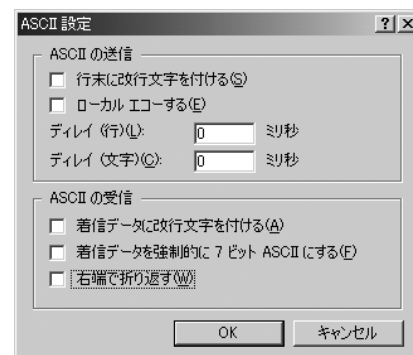 ASCII 設定
ASCII の送信
行末に改行文字を付ける(S)
ローカル エコーする(E)
ディレイ (行)(L): 0 ミリ秒
ディレイ (文字)(C): 0 ミリ秒
ASCII の受信
着信データに改行文字を付ける(A)
着信データを強制的に 7 ビット ASCII にする(F)
右端で折り返す(W)
OK キャンセル